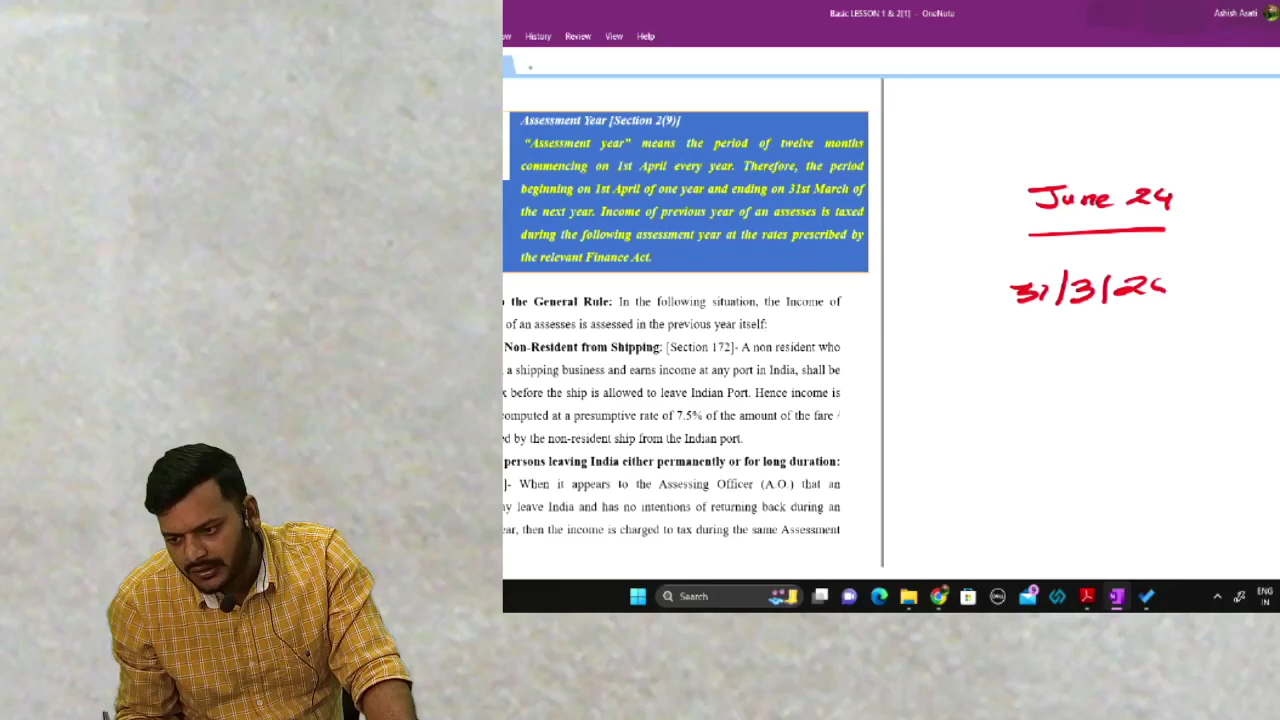 Basic LESSON 1 & 2[1] - OneNote
Ashish Asati
History Review View Help
Assessment Year [Section 2(9)]
“Assessment year” means the period of twelve months
commencing on 1st April every year. Therefore, the period
beginning on 1st April of one year and ending on 31st March of
the next year. Income of previous year of an assesses is taxed
during the following assessment year at the rates prescribed by
the relevant Finance Act.
the General Rule: In the following situation, the Income of
of an assesses is assessed in the previous year itself:
Non-Resident from Shipping: [Section 172]- A non resident who
a shipping business and earns income at any port in India, shall be
before the ship is allowed to leave Indian Port. Hence income is
computed at a presumptive rate of 7.5% of the amount of the fare /
by the non-resident ship from the Indian port.
persons leaving India either permanently or for long duration:
]- When it appears to the Assessing Officer (A.O.) that an
leave India and has no intentions of returning back during an
then the income is charged to tax during the same Assessment
June 24
Search
ENG
IN